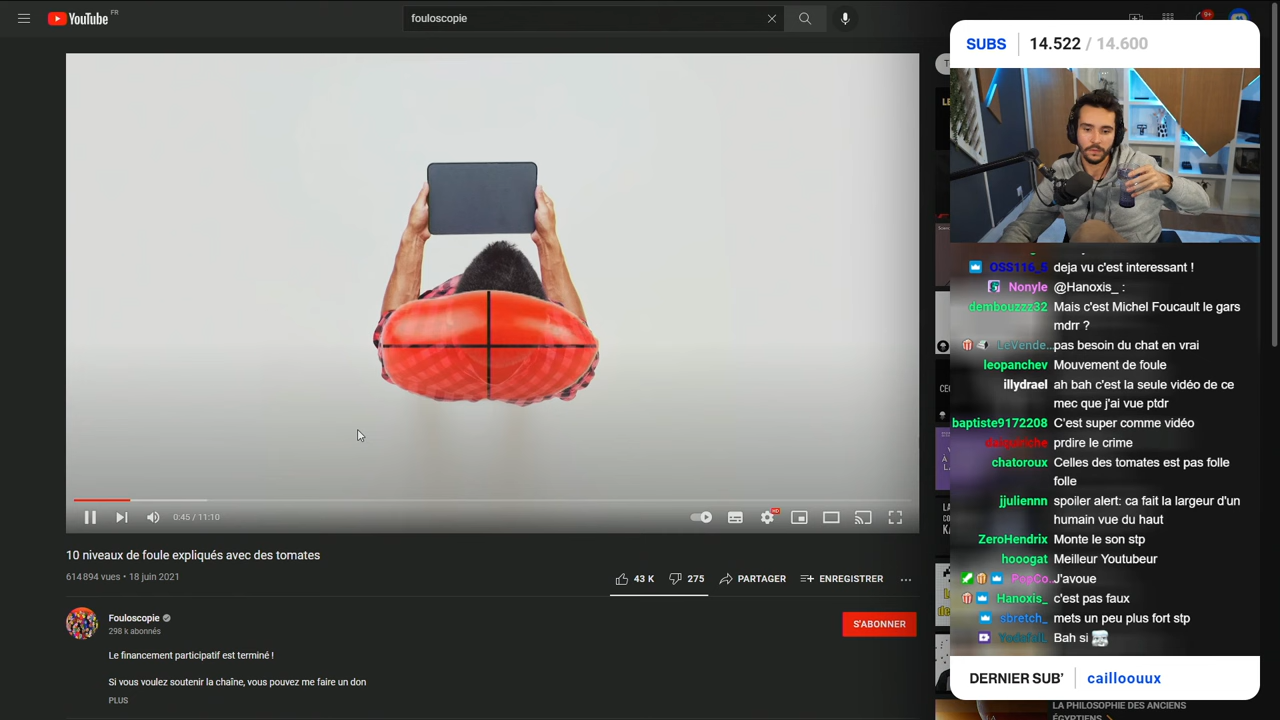 YouTube FR
fouloscopie
9+
0:45 / 11:10
HD
10 niveaux de foule expliqués avec des tomates
614 894 vues • 18 juin 2021
43 K
275
PARTAGER
ENREGISTRER
Fouloscopie
298 k abonnés
S'ABONNER
Le financement participatif est terminé !
Si vous voulez soutenir la chaîne, vous pouvez me faire un don
PLUS
SUBS
14.522 / 14.600
OSS116_5 deja vu c'est interessant !
Nonyle @Hanoxis_ :
dembouzzz32 Mais c'est Michel Foucault le gars
mdrr ?
LeVende... pas besoin du chat en vrai
leopanchev Mouvement de foule
illydrael ah bah c'est la seule vidéo de ce
mec que j'ai vue ptdr
baptiste9172208 C'est super comme vidéo
prdire le crime
chatoroux Celles des tomates est pas folle
folle
jjuliennn spoiler alert: ca fait la largeur d'un
humain vue du haut
ZeroHendrix Monte le son stp
hooogat Meilleur Youtubeur
PopCo... J'avoue
Hanoxis_ c'est pas faux
sbretch_ mets un peu plus fort stp
Bah si
DERNIER SUB' cailloouux
LA PHILOSOPHIE DES ANCIENS
ÉGYPTIENS